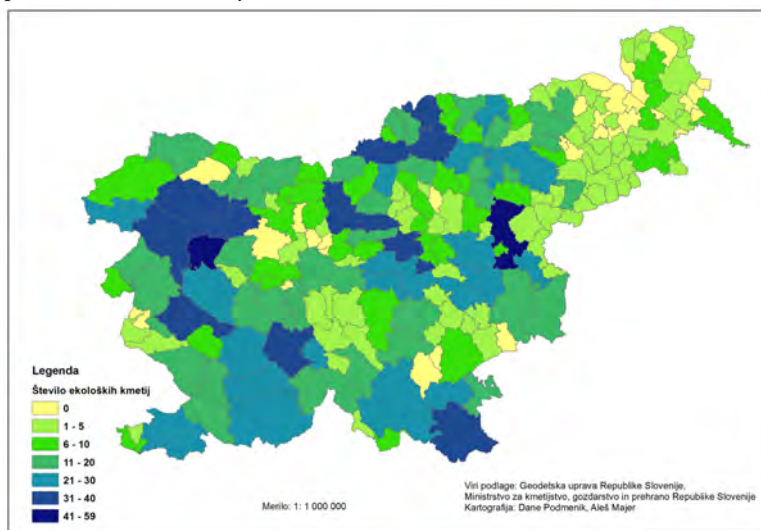 Legenda
Število ekoloških kmetij
0
1 - 5
6 - 10
11 - 20
21 - 30
31 - 40
41 - 59
Merilo: 1: 1 000 000
Viri podlage: Geodetska uprava Republike Slovenije,
Ministrstvo za kmetijstvo, gozdarstvo in prehrano Republike Slovenije
Kartografija: Dane Podmenik, Aleš Majer